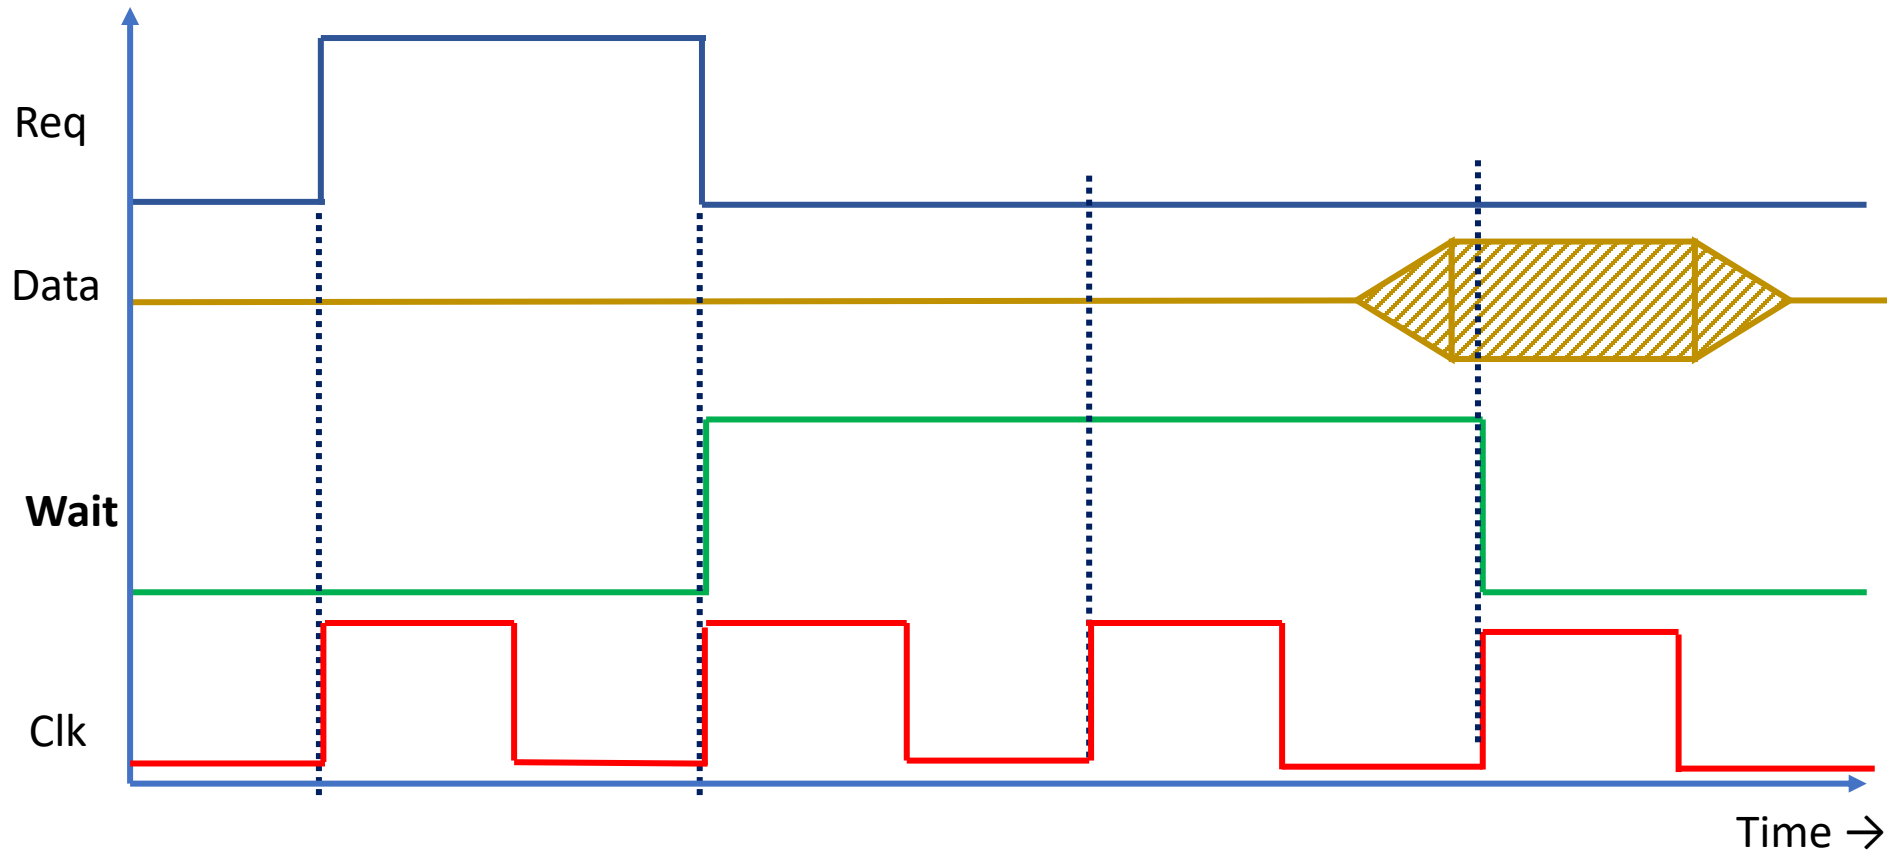 Req
Data
Wait
Clk
Time →